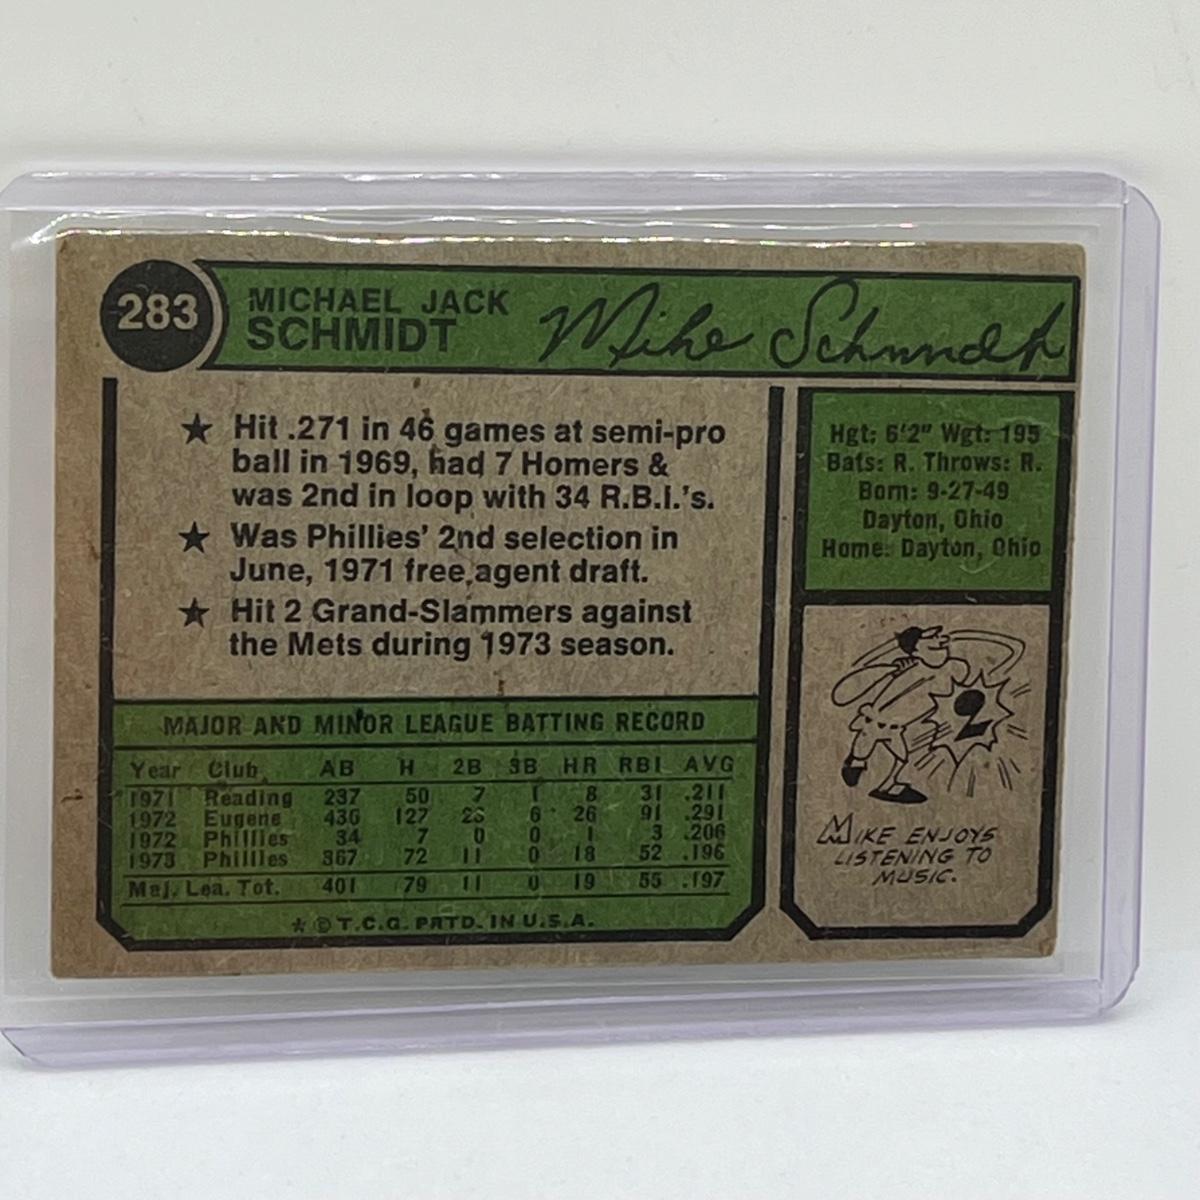 283
MICHAEL JACK
SCHMIDT
Mike Schmidt
★ Hit .271 in 46 games at semi-pro
ball in 1969, had 7 Homers &
was 2nd in loop with 34 R.B.I.'s.
★ Was Phillies' 2nd selection in
June, 1971 free agent draft.
★ Hit 2 Grand-Slammers against
the Mets during 1973 season.
Hgt: 6'2" Wgt: 195
Bats: R. Throws: R.
Born: 9-27-49
Dayton, Ohio
Home: Dayton, Ohio
2
MIKE ENJOYS
LISTENING TO
MUSIC.
MAJOR AND MINOR LEAGUE BATTING RECORD
Year Club AB H 2B 3B HR RBI AVG
1971 Reading 237 50 7 1 8 31 .211
1972 Eugene 436 127 6 26 91 .291
1972 Phillies 34 7 0 0 1 3 .206
1973 Phillies 367 72 11 0 18 52 .196
Maj. Lea. Tot. 401 79 11 0 19 55 .197
★ © T.C.G. PRTD. IN U.S.A.